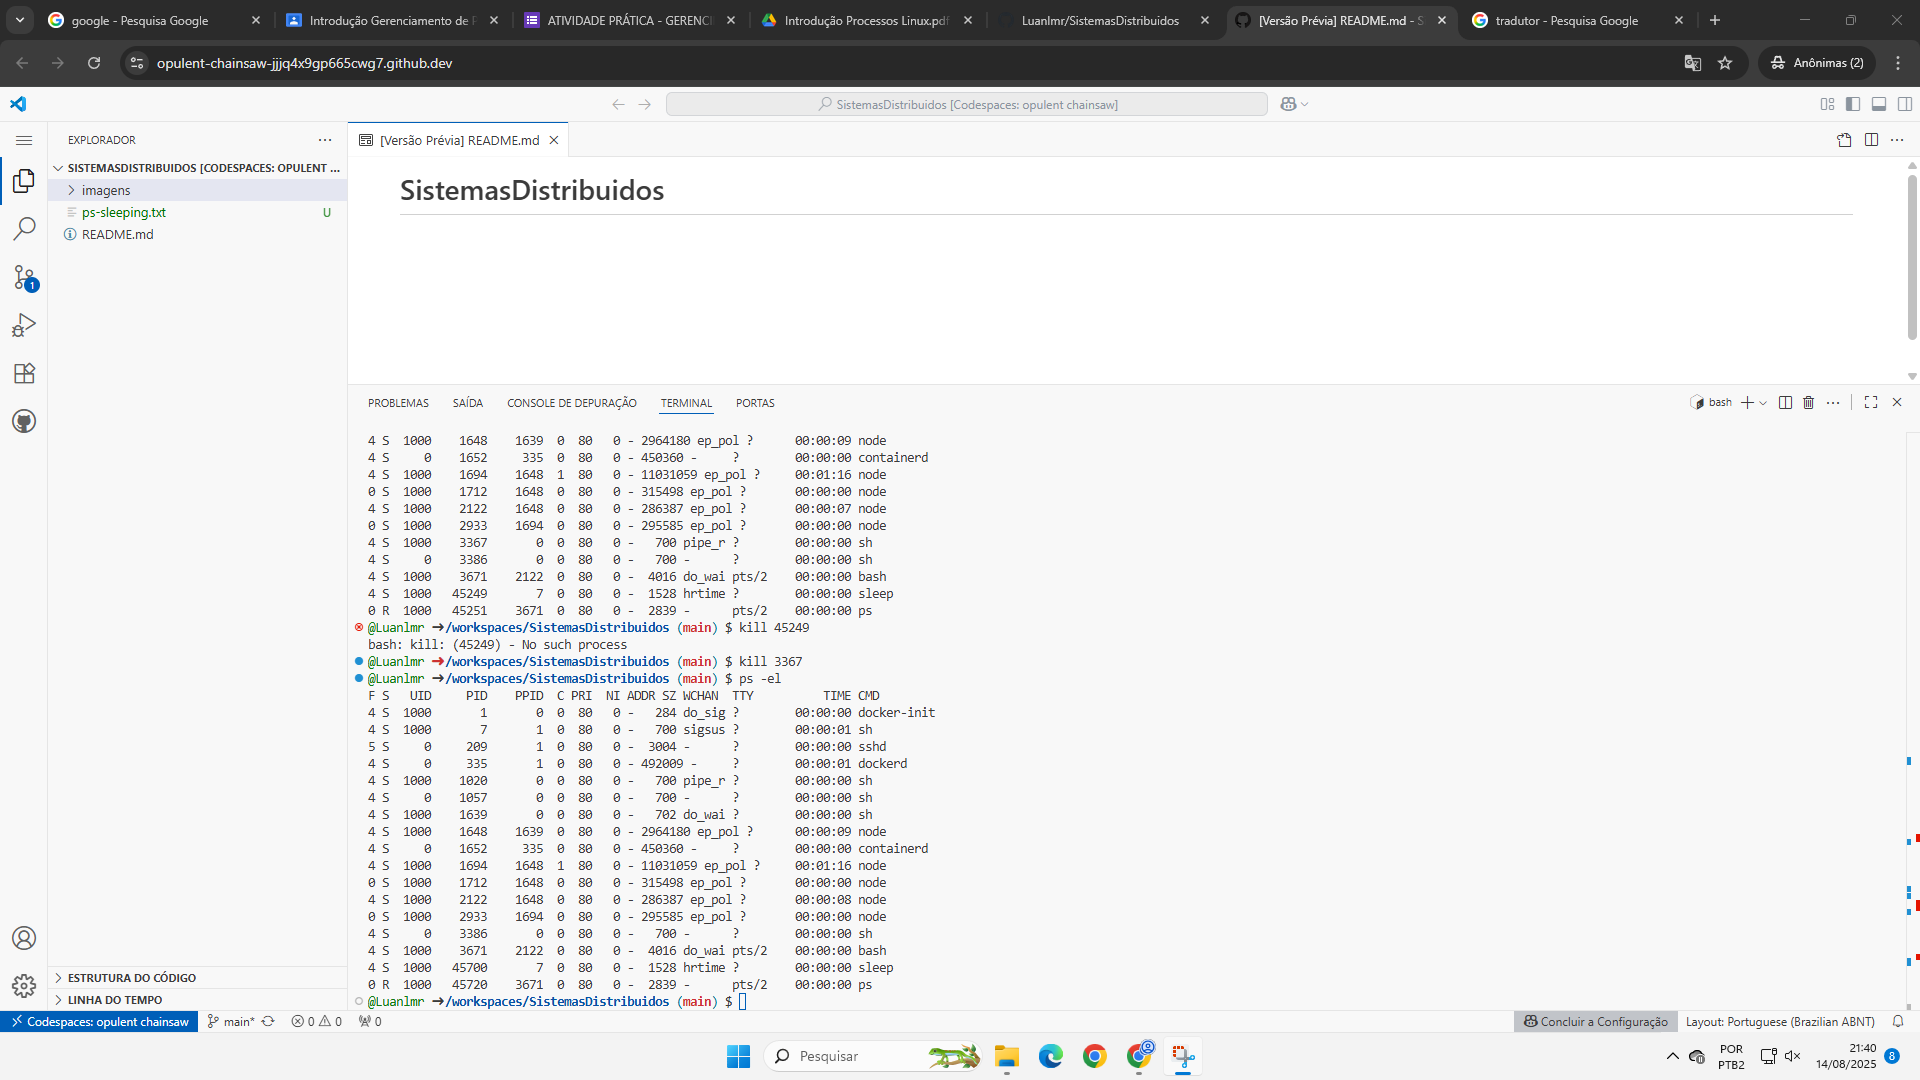 google - Pesquisa Google
Introdução Gerenciamento de P
ATIVIDADE PRÁTICA - GERENCI
Introdução Processos Linux.pdf
Luanlmr/SistemasDistribuidos
[Versão Prévia] README.md - S
tradutor - Pesquisa Google
opulent-chainsaw-jjjq4x9gp665cwg7.github.dev
Anônimas (2)
SistemasDistribuidos [Codespaces: opulent chainsaw]
EXPLORADOR
[Versão Prévia] README.md
SISTEMASDISTRIBUIDOS [CODESPACES: OPULENT ...
imagens
ps-sleeping.txt U
README.md
1
SistemasDistribuidos
PROBLEMAS SAÍDA CONSOLE DE DEPURAÇÃO TERMINAL PORTAS
bash
4 S 1000 1648 1639 0 80 0 - 2964180 ep_pol ? 00:00:09 node
4 S 0 1652 335 0 80 0 - 450360 - ? 00:00:00 containerd
4 S 1000 1694 1648 1 80 0 - 11031059 ep_pol ? 00:01:16 node
0 S 1000 1712 1648 0 80 0 - 315498 ep_pol ? 00:00:00 node
4 S 1000 2122 1648 0 80 0 - 286387 ep_pol ? 00:00:07 node
0 S 1000 2933 1694 0 80 0 - 295585 ep_pol ? 00:00:00 node
4 S 1000 3367 0 0 80 0 - 700 pipe_r ? 00:00:00 sh
4 S 0 3386 0 0 80 0 - 700 - ? 00:00:00 sh
4 S 1000 3671 2122 0 80 0 - 4016 do_wai pts/2 00:00:00 bash
4 S 1000 45249 7 0 80 0 - 1528 hrtime ? 00:00:00 sleep
0 R 1000 45251 3671 0 80 0 - 2839 - pts/2 00:00:00 ps
@Luanlmr ➜/workspaces/SistemasDistribuidos (main) $ kill 45249
bash: kill: (45249) - No such process
@Luanlmr ➜/workspaces/SistemasDistribuidos (main) $ kill 3367
@Luanlmr ➜/workspaces/SistemasDistribuidos (main) $ ps -el
F S UID PID PPID C PRI NI ADDR SZ WCHAN TTY TIME CMD
4 S 1000 1 0 0 80 0 - 284 do_sig ? 00:00:00 docker-init
4 S 1000 7 1 0 80 0 - 700 sigsus ? 00:00:01 sh
5 S 0 209 1 0 80 0 - 3004 - ? 00:00:00 sshd
4 S 0 335 1 0 80 0 - 492009 - ? 00:00:01 dockerd
4 S 1000 1020 0 0 80 0 - 700 pipe_r ? 00:00:00 sh
4 S 0 1057 0 0 80 0 - 700 - ? 00:00:00 sh
4 S 1000 1639 0 0 80 0 - 702 do_wai ? 00:00:00 sh
4 S 1000 1648 1639 0 80 0 - 2964180 ep_pol ? 00:00:09 node
4 S 0 1652 335 0 80 0 - 450360 - ? 00:00:00 containerd
4 S 1000 1694 1648 1 80 0 - 11031059 ep_pol ? 00:01:16 node
0 S 1000 1712 1648 0 80 0 - 315498 ep_pol ? 00:00:00 node
4 S 1000 2122 1648 0 80 0 - 286387 ep_pol ? 00:00:08 node
0 S 1000 2933 1694 0 80 0 - 295585 ep_pol ? 00:00:00 node
4 S 0 3386 0 0 80 0 - 700 - ? 00:00:00 sh
4 S 1000 3671 2122 0 80 0 - 4016 do_wai pts/2 00:00:00 bash
4 S 1000 45700 7 0 80 0 - 1528 hrtime ? 00:00:00 sleep
0 R 1000 45720 3671 0 80 0 - 2839 - pts/2 00:00:00 ps
@Luanlmr ➜/workspaces/SistemasDistribuidos (main) $
ESTRUTURA DO CÓDIGO
LINHA DO TEMPO
Codespaces: opulent chainsaw main* 0 0 0
Concluir a Configuração Layout: Portuguese (Brazilian ABNT)
Pesquisar
POR
PTB2
21:40
14/08/2025
8